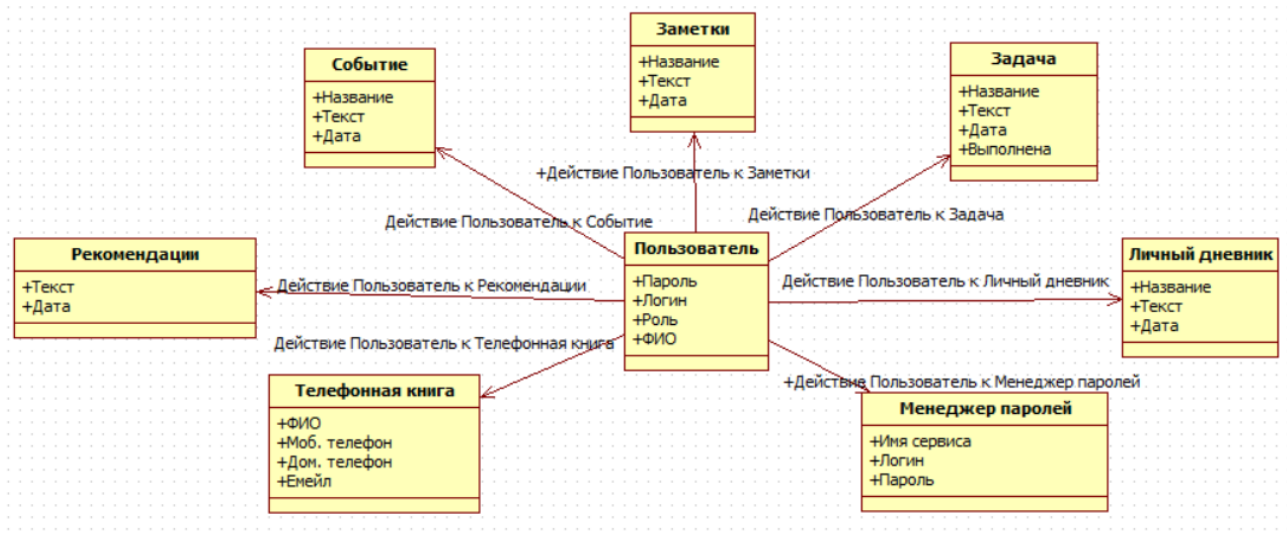 Заметки
+Название
+Текст
+Дата
Событие
+Название
+Текст
+Дата
Задача
+Название
+Текст
+Дата
+Выполнена
+Действие Пользователь к Заметки
Действие Пользователь к Событие
Действие Пользователь к Задача
Рекомендации
+Текст
+Дата
Действие Пользователь к Рекомендации
Пользователь
+Пароль
+Логин
+Роль
+ФИО
Действие Пользователь к Личный дневник
Личный дневник
+Название
+Текст
+Дата
Действие Пользователь к Телефонная книга
Телефонная книга
+ФИО
+Моб. телефон
+Дом. телефон
+Емейл
+Действие Пользователь к Менеджер паролей
Менеджер паролей
+Имя сервиса
+Логин
+Пароль